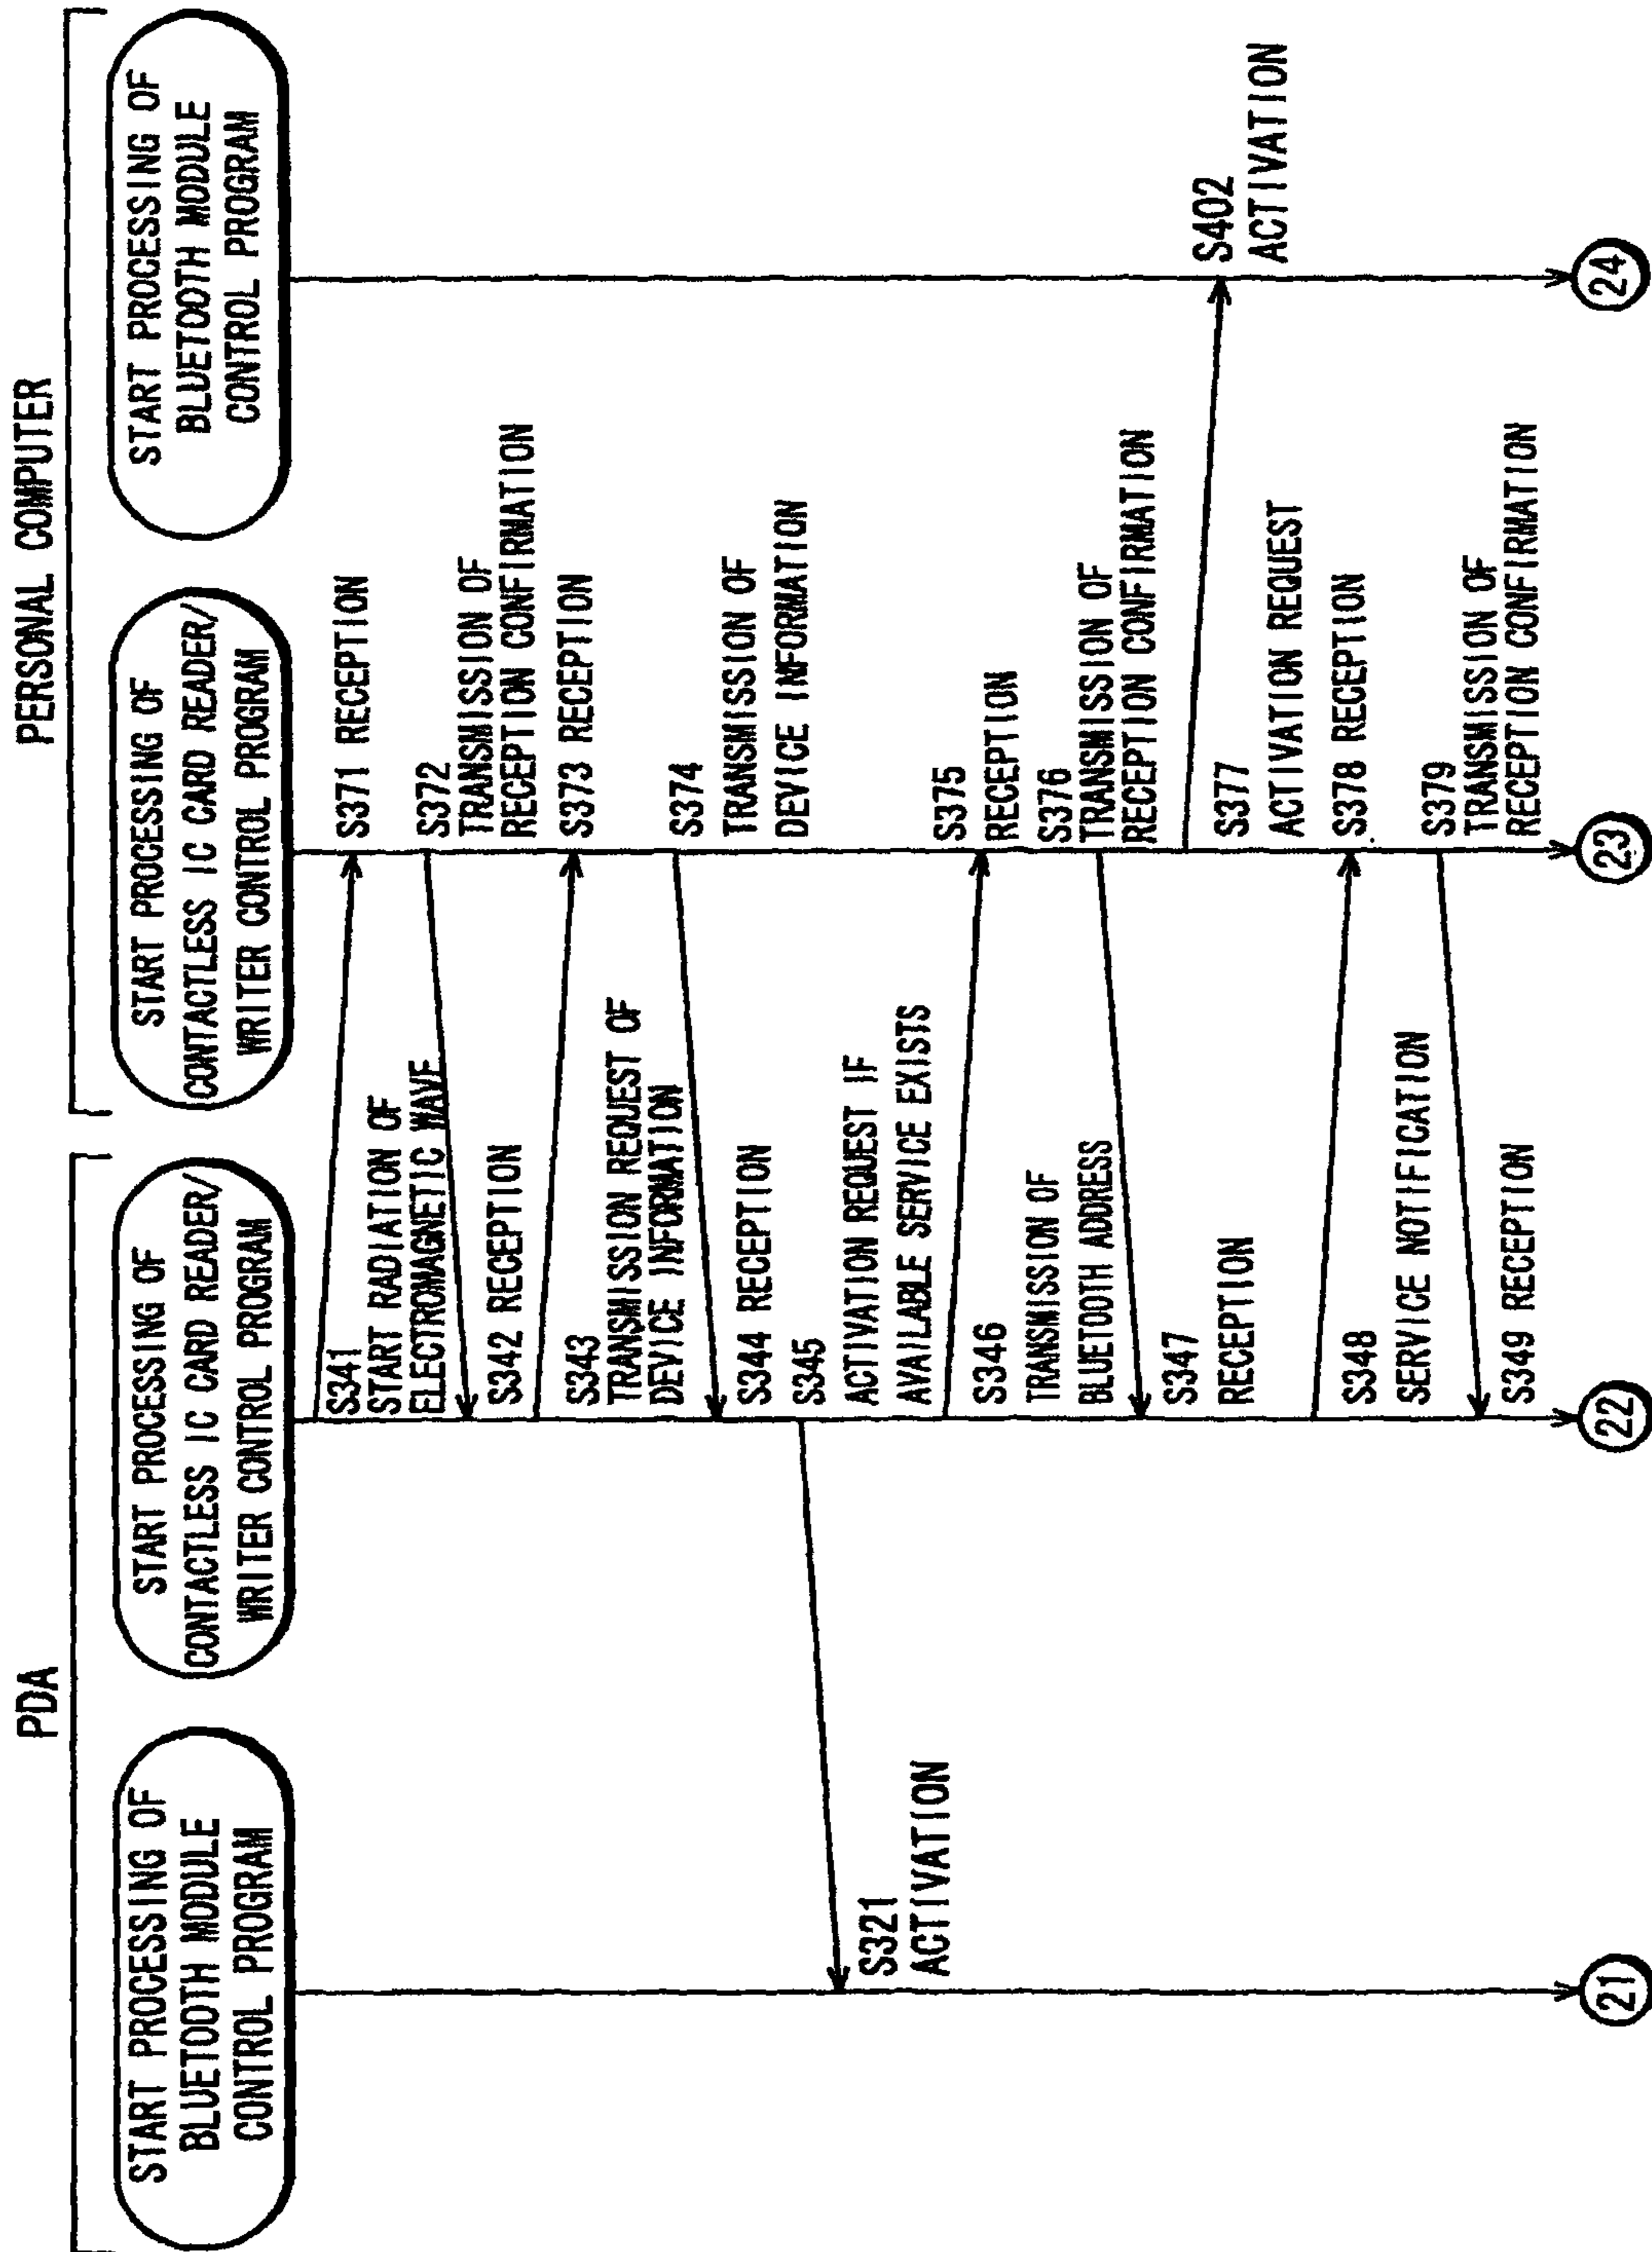 PDA
PERSONAL COMPUTER
START PROCESSING OF
BLUETOOTH MODULE
CONTROL PROGRAM
START PROCESSING OF
CONTACTLESS IC CARD READER/
WRITER CONTROL PROGRAM
START PROCESSING OF
CONTACTLESS IC CARD READER/
WRITER CONTROL PROGRAM
START PROCESSING OF
BLUETOOTH MODULE
CONTROL PROGRAM
S321
ACTIVATION
S341
START RADIATION OF
ELECTROMAGNETIC WAVE
S342 RECEPTION
S343
TRANSMISSION REQUEST OF
DEVICE INFORMATION
S344 RECEPTION
S345
ACTIVATION REQUEST IF
AVAILABLE SERVICE EXISTS
S346
TRANSMISSION OF
BLUETOOTH ADDRESS
S347
RECEPTION
S348
SERVICE NOTIFICATION
S349 RECEPTION
S371 RECEPTION
S372
TRANSMISSION OF
RECEPTION CONFIRMATION
S373 RECEPTION
S374
TRANSMISSION OF
DEVICE INFORMATION
S375
RECEPTION
S376
TRANSMISSION OF
RECEPTION CONFIRMATION
S377
ACTIVATION REQUEST
S378 RECEPTION
S379
TRANSMISSION OF
RECEPTION CONFIRMATION
S402
ACTIVATION
21
22
23
24